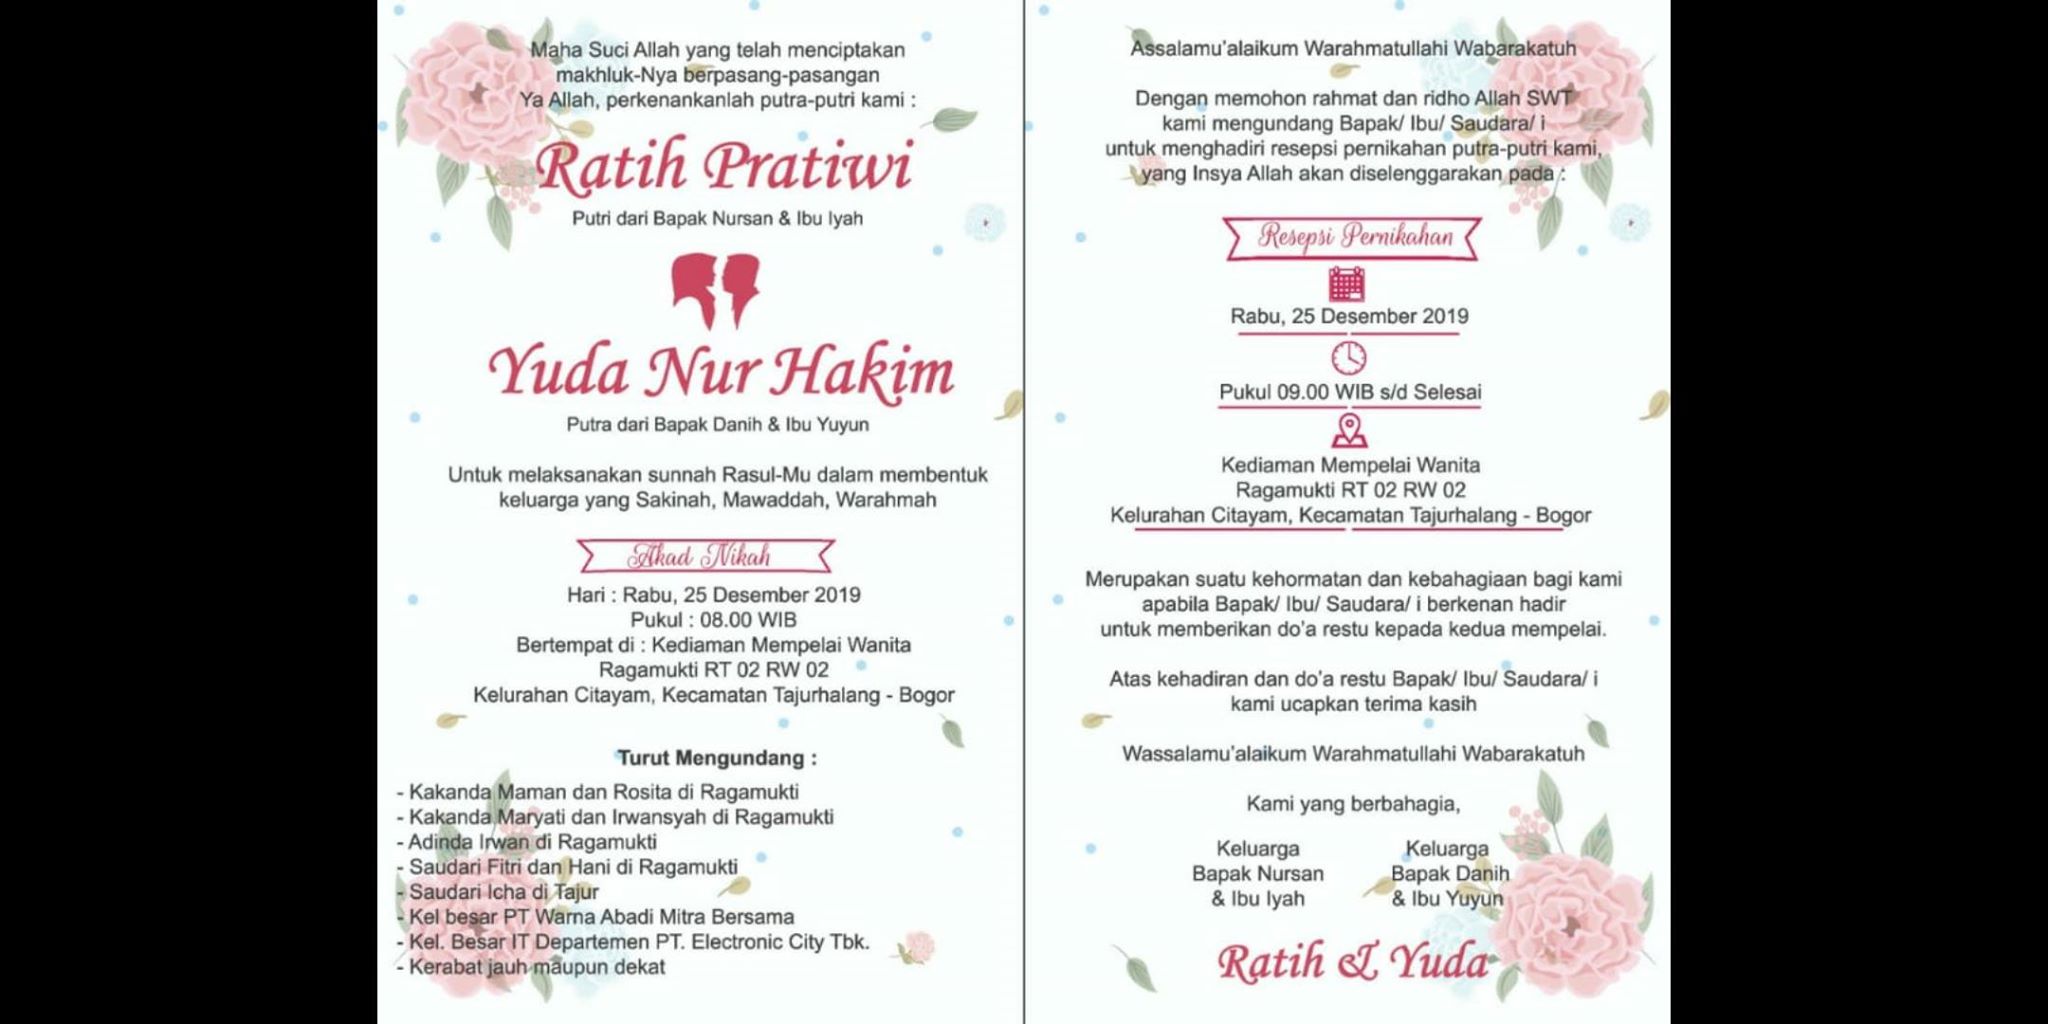 Maha Suci Allah yang telah menciptakan
makhluk-Nya berpasang-pasangan
Ya Allah, perkenankanlah putra-putri kami :
Ratih Pratiwi
Putri dari Bapak Nursan & Ibu Iyah
Yuda Nur Hakim
Putra dari Bapak Danih & Ibu Yuyun
Untuk melaksanakan sunnah Rasul-Mu dalam membentuk
keluarga yang Sakinah, Mawaddah, Warahmah
Akad Nikah
Hari : Rabu, 25 Desember 2019
Pukul : 08.00 WIB
Bertempat di : Kediaman Mempelai Wanita
Ragamukti RT 02 RW 02
Kelurahan Citayam, Kecamatan Tajurhalang - Bogor
Turut Mengundang :
- Kakanda Maman dan Rosita di Ragamukti
- Kakanda Maryati dan Irwansyah di Ragamukti
- Adinda Irwan di Ragamukti
- Saudari Fitri dan Hani di Ragamukti
- Saudari Icha di Tajur
- Kel besar PT Warna Abadi Mitra Bersama
- Kel. Besar IT Departemen PT. Electronic City Tbk.
- Kerabat jauh maupun dekat
Assalamu'alaikum Warahmatullahi Wabarakatuh
Dengan memohon rahmat dan ridho Allah SWT
kami mengundang Bapak/ Ibu/ Saudara/ i
untuk menghadiri resepsi pernikahan putra-putri kami,
yang Insya Allah akan diselenggarakan pada :
Resepsi Pernikahan
Rabu, 25 Desember 2019
Pukul 09.00 WIB s/d Selesai
Kediaman Mempelai Wanita
Ragamukti RT 02 RW 02
Kelurahan Citayam, Kecamatan Tajurhalang - Bogor
Merupakan suatu kehormatan dan kebahagiaan bagi kami
apabila Bapak/ Ibu/ Saudara/ i berkenan hadir
untuk memberikan do'a restu kepada kedua mempelai.
Atas kehadiran dan do'a restu Bapak/ Ibu/ Saudara/ i
kami ucapkan terima kasih
Wassalamu'alaikum Warahmatullahi Wabarakatuh
Kami yang berbahagia,
Keluarga
Bapak Nursan
& Ibu Iyah
Keluarga
Bapak Danih
& Ibu Yuyun
Ratih & Yuda